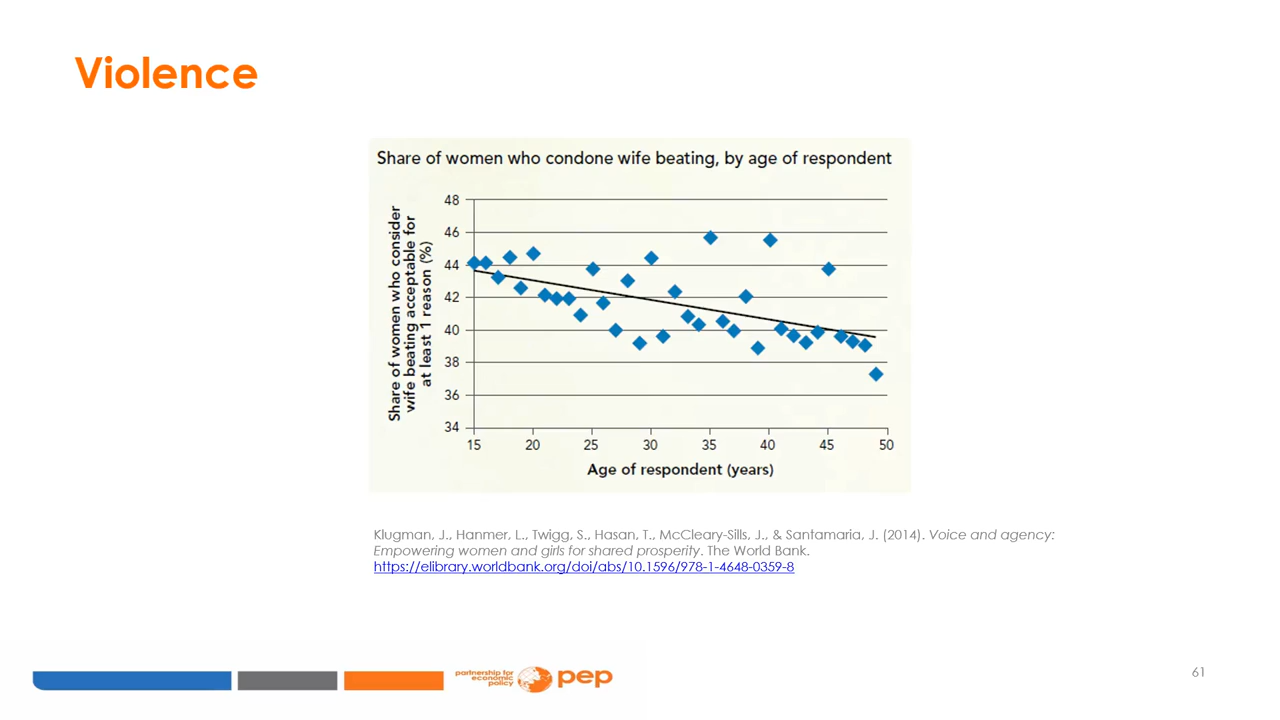 Violence
Share of women who condone wife beating, by age of respondent
Share of women who consider
wife beating acceptable for
at least 1 reason (%)
48
46
44
42
40
38
36
34
15 20 25 30 35 40 45 50
Age of respondent (years)
Klugman, J., Hanmer, L., Twigg, S., Hasan, T., McCleary-Sills, J., & Santamaria, J. (2014). Voice and agency:
Empowering women and girls for shared prosperity. The World Bank.
https://elibrary.worldbank.org/doi/abs/10.1596/978-1-4648-0359-8
partnership for
economic
policy
pep
61